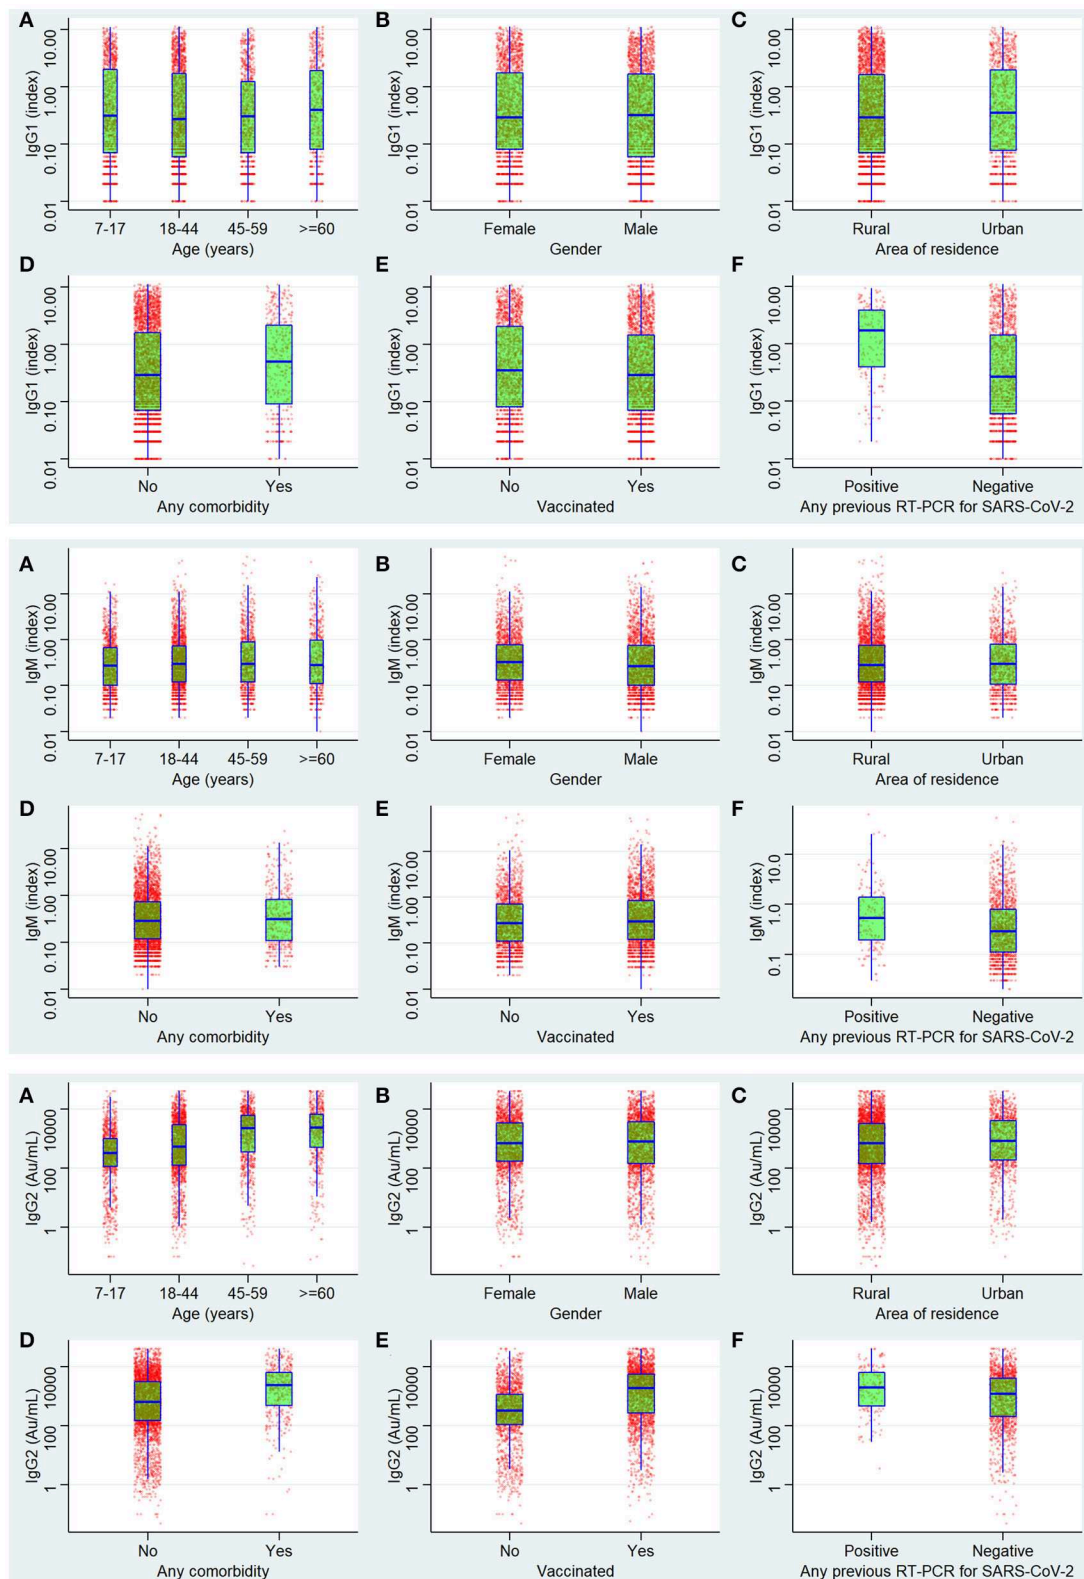 A
B
C
IgG1 (index)
10.00
1.00
0.10
0.01
7-17 18-44 45-59 >=60
Age (years)
IgG1 (index)
10.00
1.00
0.10
0.01
Female Male
Gender
IgG1 (index)
10.00
1.00
0.10
0.01
Rural Urban
Area of residence
D
E
F
IgG1 (index)
10.00
1.00
0.10
0.01
No Yes
Any comorbidity
IgG1 (index)
10.00
1.00
0.10
0.01
No Yes
Vaccinated
IgG1 (index)
10.00
1.00
0.10
0.01
Positive Negative
Any previous RT-PCR for SARS-CoV-2
A
B
C
IgM (index)
10.00
1.00
0.10
0.01
7-17 18-44 45-59 >=60
Age (years)
IgM (index)
10.00
1.00
0.10
0.01
Female Male
Gender
IgM (index)
10.00
1.00
0.10
0.01
Rural Urban
Area of residence
D
E
F
IgM (index)
10.00
1.00
0.10
0.01
No Yes
Any comorbidity
IgM (index)
10.00
1.00
0.10
0.01
No Yes
Vaccinated
IgM (index)
10.0
1.0
0.1
Positive Negative
Any previous RT-PCR for SARS-CoV-2
A
B
C
IgG2 (Au/mL)
10000
100
1
7-17 18-44 45-59 >=60
Age (years)
IgG2 (Au/mL)
10000
100
1
Female Male
Gender
IgG2 (Au/mL)
10000
100
1
Rural Urban
Area of residence
D
E
F
IgG2 (Au/mL)
10000
100
1
No Yes
Any comorbidity
IgG2 (Au/mL)
10000
100
1
No Yes
Vaccinated
IgG2 (Au/mL)
10000
100
1
Positive Negative
Any previous RT-PCR for SARS-CoV-2